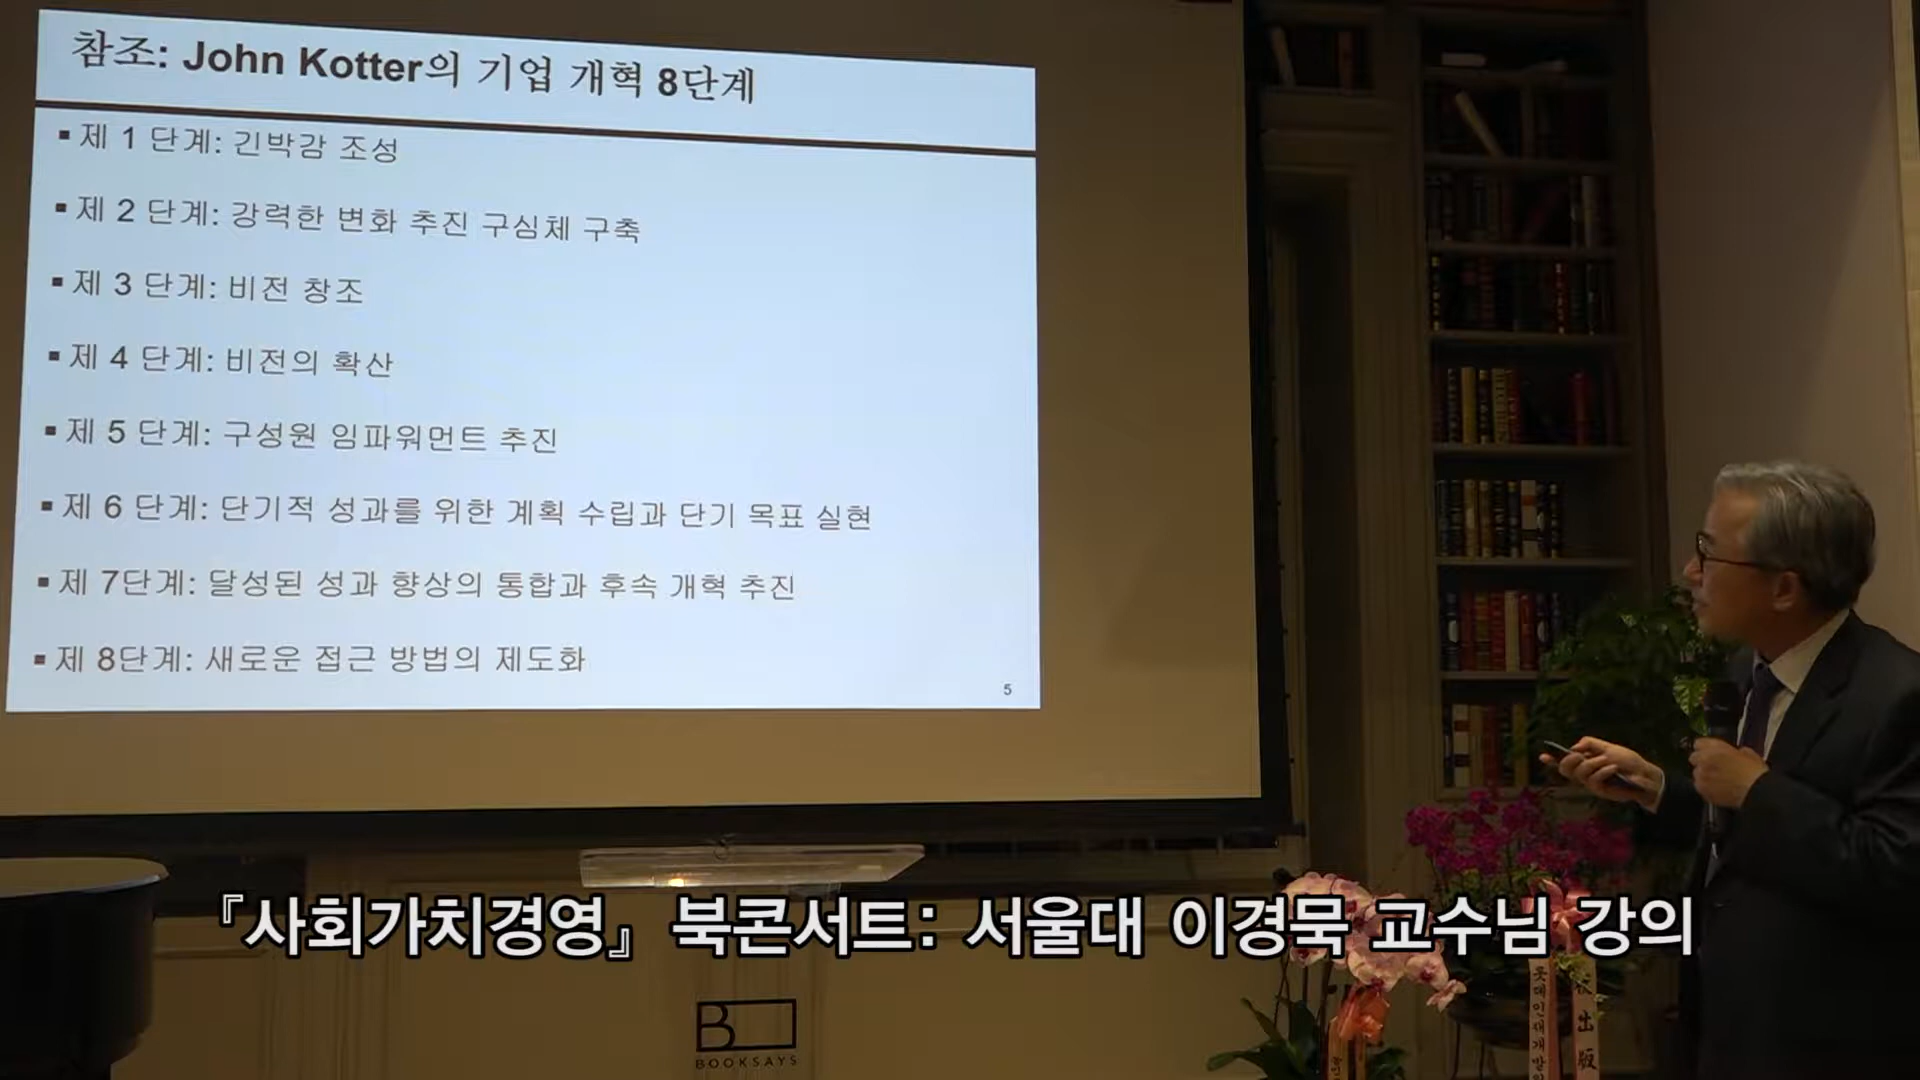 참조: John Kotter의 기업 개혁 8단계
▪ 제 1 단계: 긴박감 조성
▪ 제 2 단계: 강력한 변화 추진 구심체 구축
▪ 제 3 단계: 비전 창조
▪ 제 4 단계: 비전의 확산
▪ 제 5 단계: 구성원 임파워먼트 추진
▪ 제 6 단계: 단기적 성과를 위한 계획 수립과 단기 목표 실현
▪ 제 7단계: 달성된 성과 향상의 통합과 후속 개혁 추진
▪ 제 8단계: 새로운 접근 방법의 제도화
5
『사회가치경영』 북콘서트: 서울대 이경묵 교수님 강의
B
BOOKSAYS
롯데인재개발
出版